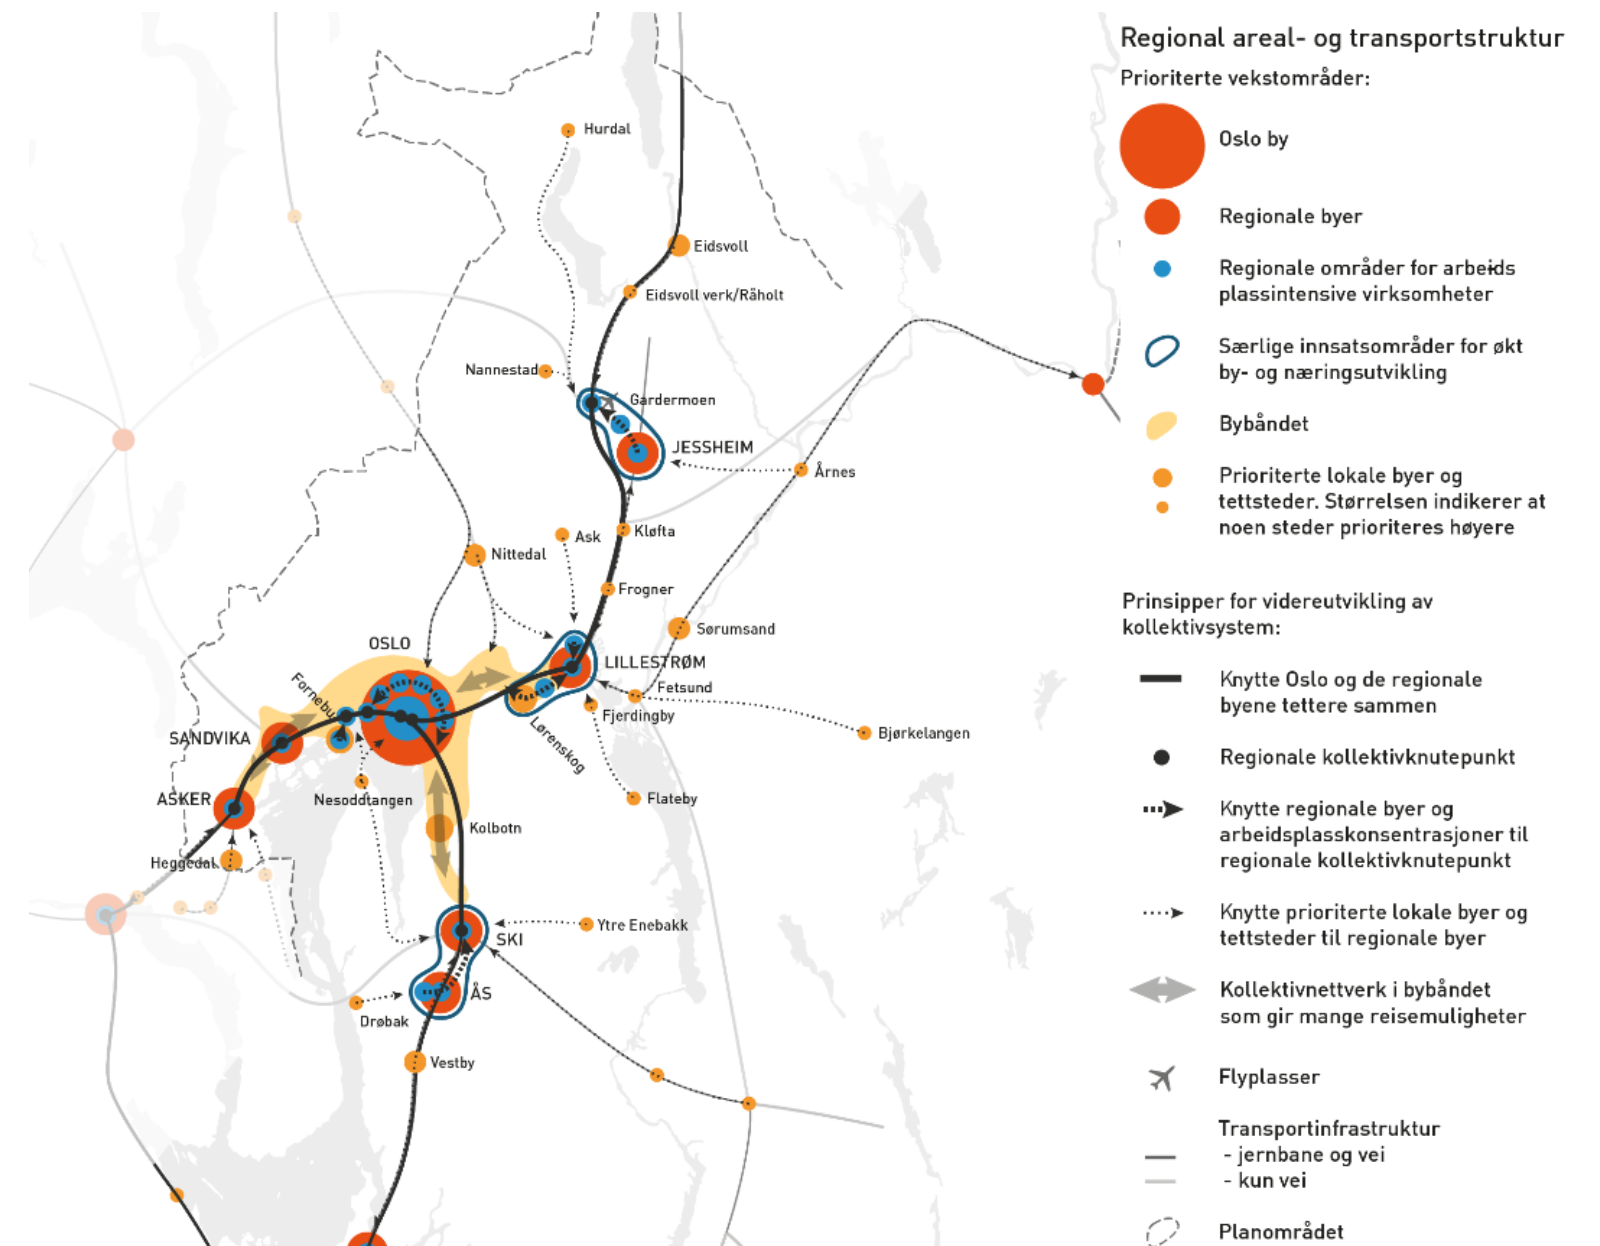 Regional areal- og transportstruktur
Prioriterte vekstområder:
Oslo by
Regionale byer
Regionale områder for arbeids
plassintensive virksomheter
Særlige innsatsområder for økt
by- og næringsutvikling
Bybåndet
Prioriterte lokale byer og
tettsteder. Størrelsen indikerer at
noen steder prioriteres høyere
Prinsipper for videreutvikling av
kollektivsystem:
Knytte Oslo og de regionale
byene tettere sammen
Regionale kollektivknutepunkt
Knytte regionale byer og
arbeidsplasskonsentrasjoner til
regionale kollektivknutepunkt
Knytte prioriterte lokale byer og
tettsteder til regionale byer
Kollektivnettverk i bybåndet
som gir mange reisemuligheter
Flyplasser
Transportinfrastruktur
- jernbane og vei
- kun vei
Planområdet
Hurdal
Eidsvoll
Eidsvoll verk/Råholt
Nannestad
Gardermoen
JESSHEIM
Årnes
Kløfta
Ask
Nittedal
Frogner
Sørumsand
OSLO
LILLESTRØM
Fornebu
Fetsund
Fjerdingby
Lørenskog
Bjørkelangen
SANDVIKA
ASKER
Nesoddtangen
Flateby
Kolbotn
Heggedal
Ytre Enebakk
SKI
ÅS
Drøbak
Vestby